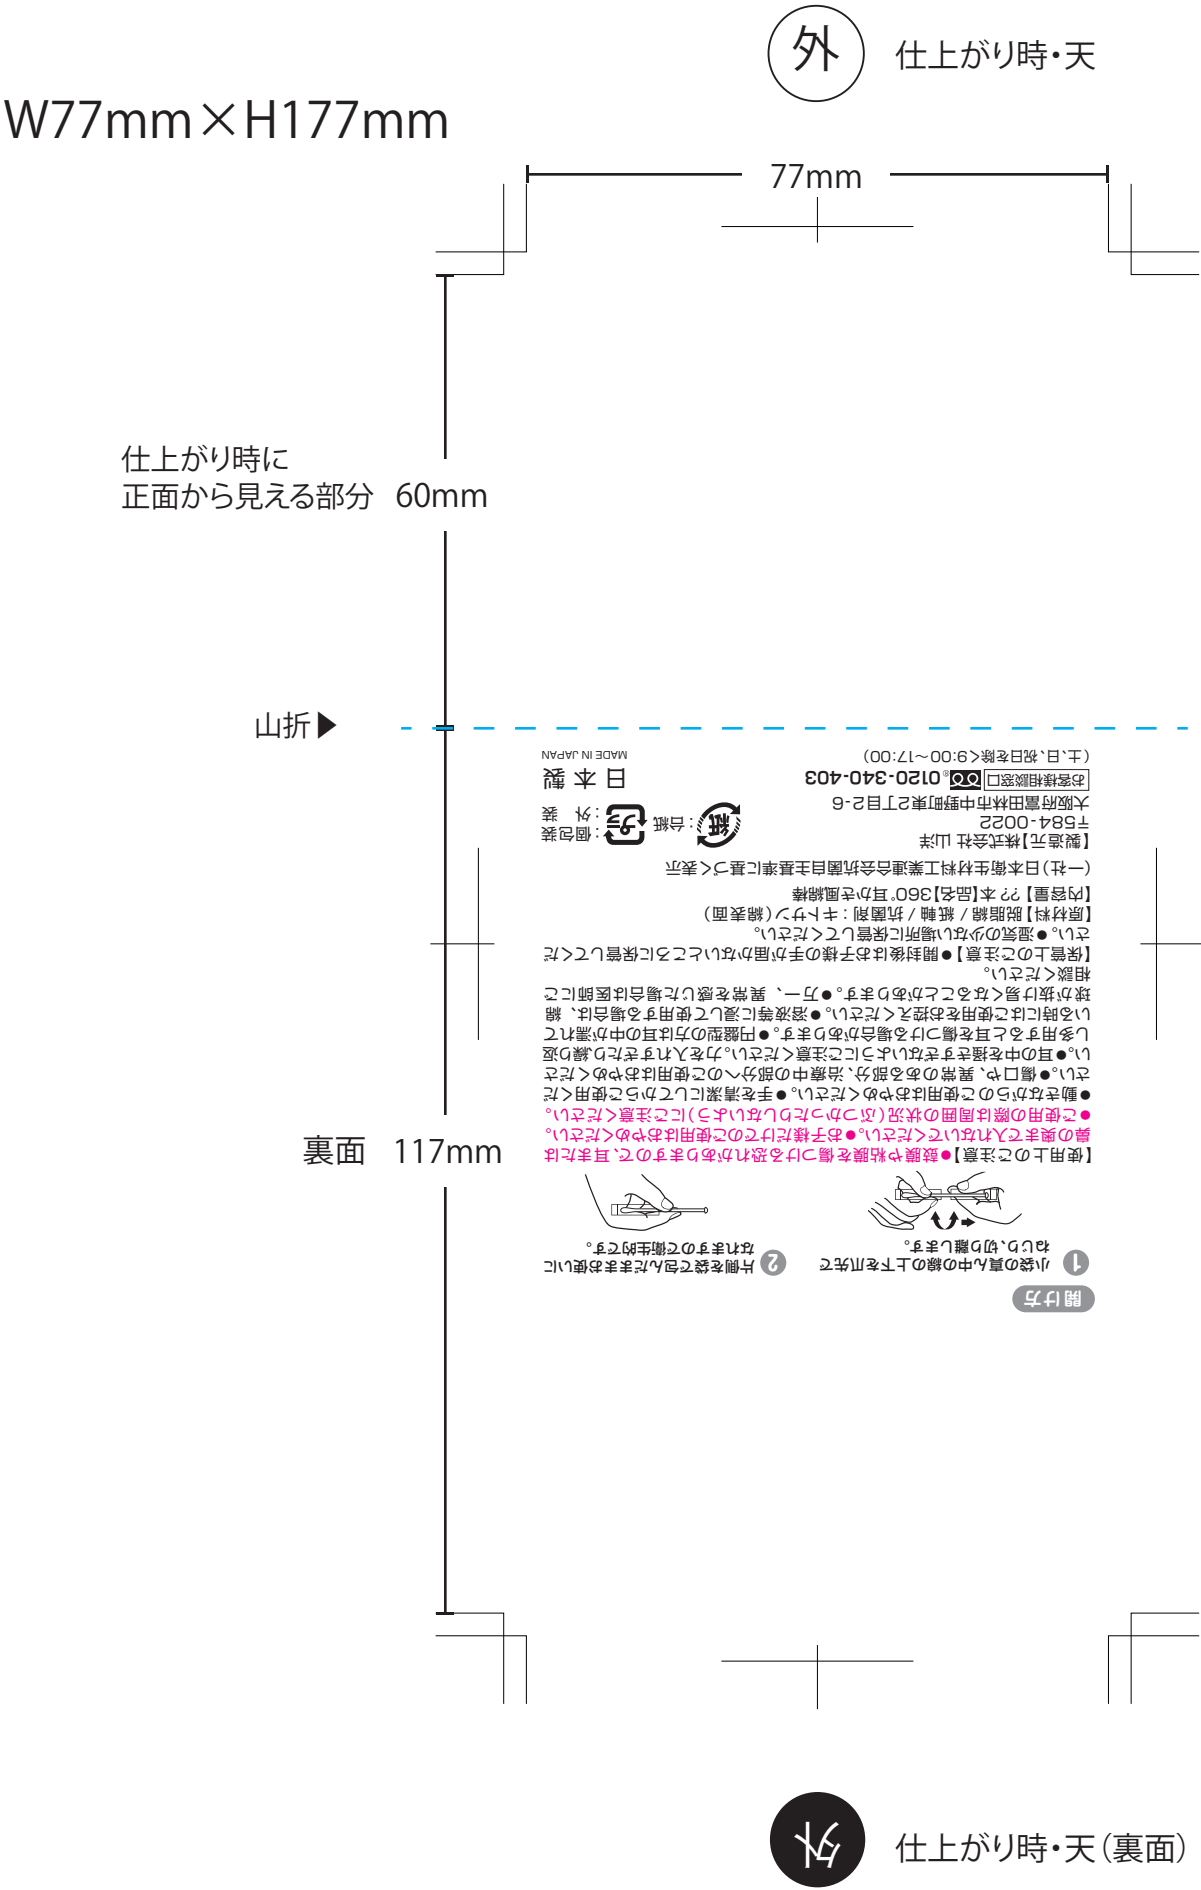 外 仕上がり時・天
W77mm×H177mm
77mm
仕上がり時に
正面から見える部分 60mm
山折▶
裏面 117mm
開け方
1 小袋の真ん中の線の上下を爪先で
ねじり、切り離します。
2 片側を袋で包んだままお使いに
なれますので衛生的です。
【使用上のご注意】●鼓膜や粘膜を傷つける恐れがありますので、耳または
鼻の奥まで入れないでください。●お子様だけでのご使用はおやめください。
●ご使用の際は周囲の状況(ぶつかったりしないよう)にご注意ください。
●動きながらのご使用はおやめください。●手を清潔にしてからご使用くだ
さい。●傷口や、異常のある部分、治療中の部分へのご使用はおやめくださ
い。●耳の中を掻きすぎないようにご注意ください。力を入れすぎたり、繰り返
し多用すると耳を傷つける場合があります。●円盤型の方は耳の中が濡れて
いる時にはご使用をお控えください。●溶液等に浸して使用する場合は、綿
球が抜け易くなることがあります。●万一、異常を感じた場合は医師にご
相談ください。
【保管上のご注意】●開封後はお子様の手が届かないところに保管してくだ
さい。●湿気の少ない場所に保管してください。
【原材料】脱脂綿 / 紙軸 / 抗菌剤：キトサン(綿表面)
【内容量】?? 本【品名】360°耳かき風綿棒
(一社)日本衛生材料工業連合会抗菌自主基準に基づく表示
【製造元】株式会社 山洋
〒584-0022
大阪府富田林市中野町東2丁目2-6
お客様相談窓口 0120-340-403
(土、日、祝日を除く9:00〜17:00)
紙：台紙
プラ：個包装
：外 装
日本製
MADE IN JAPAN
外 仕上がり時・天(裏面)